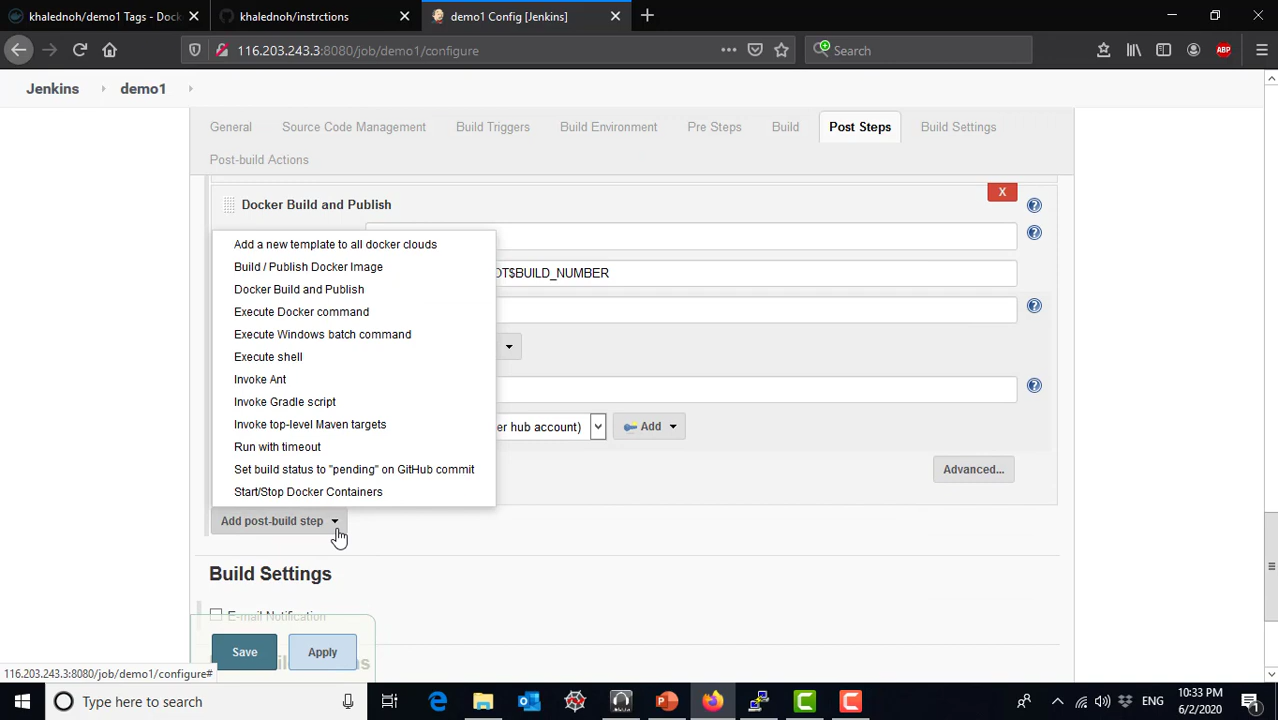 khalednoh/demo1 Tags - Dock
khalednoh/instrctions
demo1 Config [Jenkins]
116.203.243.3:8080/job/demo1/configure
Search
ABP
Jenkins
demo1
General
Source Code Management
Build Triggers
Build Environment
Pre Steps
Build
Post Steps
Build Settings
Post-build Actions
X
Docker Build and Publish
Add a new template to all docker clouds
Build / Publish Docker Image
OT$BUILD_NUMBER
Docker Build and Publish
Execute Docker command
Execute Windows batch command
Execute shell
Invoke Ant
Invoke Gradle script
Invoke top-level Maven targets
er hub account)
Add
Run with timeout
Set build status to "pending" on GitHub commit
Advanced...
Start/Stop Docker Containers
Add post-build step
Build Settings
E-mail Notification
Save
Apply
116.203.243.3:8080/job/demo1/configure#
Type here to search
ENG
10:33 PM
6/2/2020
1